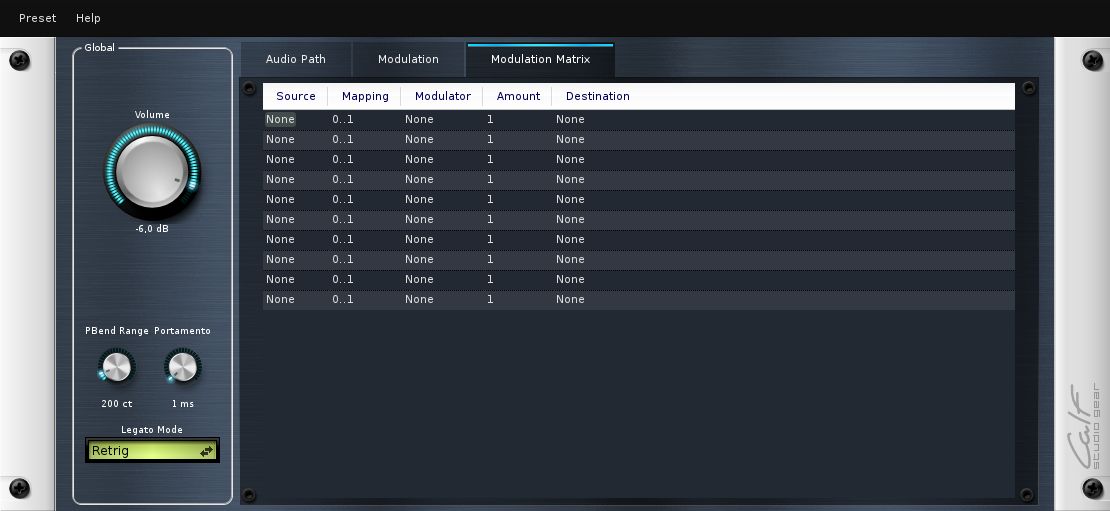 Preset Help
Global
Volume
-6,0 dB
PBend Range Portamento
200 ct 1 ms
Legato Mode
Retrig
Audio Path Modulation Modulation Matrix
Source Mapping Modulator Amount Destination
None 0..1 None 1 None
None 0..1 None 1 None
None 0..1 None 1 None
None 0..1 None 1 None
None 0..1 None 1 None
None 0..1 None 1 None
None 0..1 None 1 None
None 0..1 None 1 None
None 0..1 None 1 None
None 0..1 None 1 None
Calf
studio gear